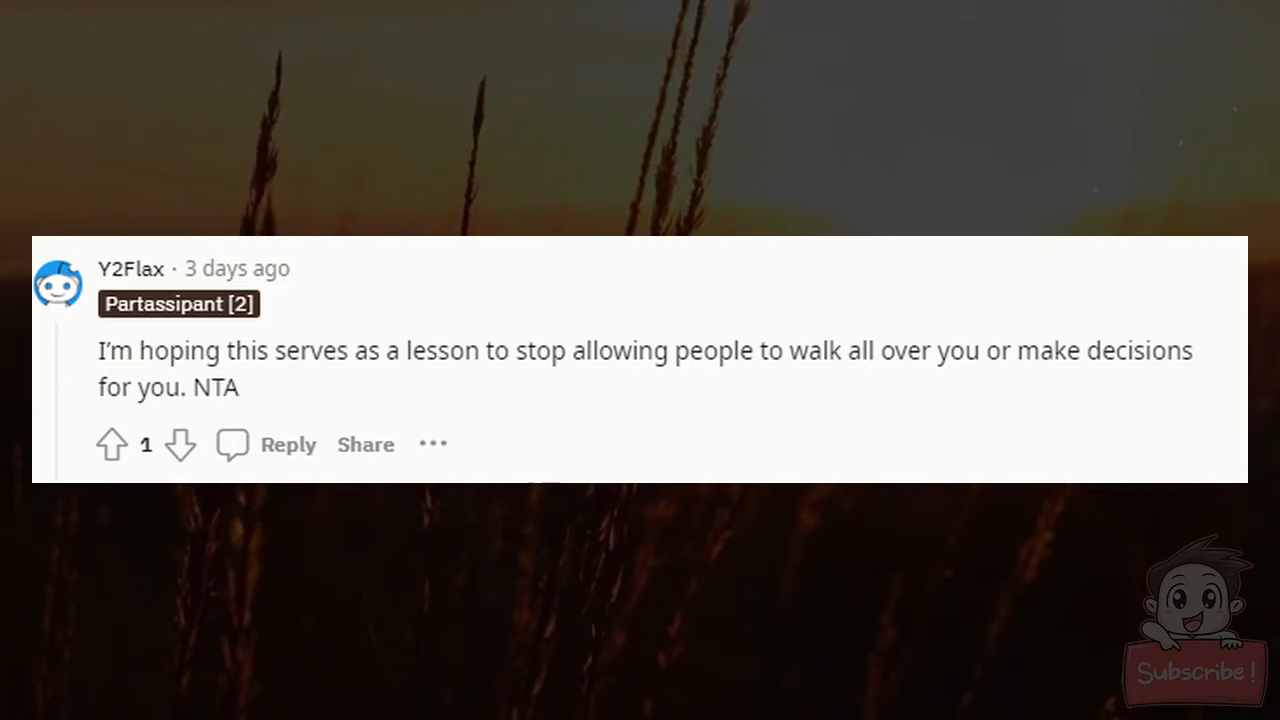 Y2Flax · 3 days ago
Partassipant [2]
I'm hoping this serves as a lesson to stop allowing people to walk all over you or make decisions
for you. NTA
1 Reply Share ···
Subscribe!